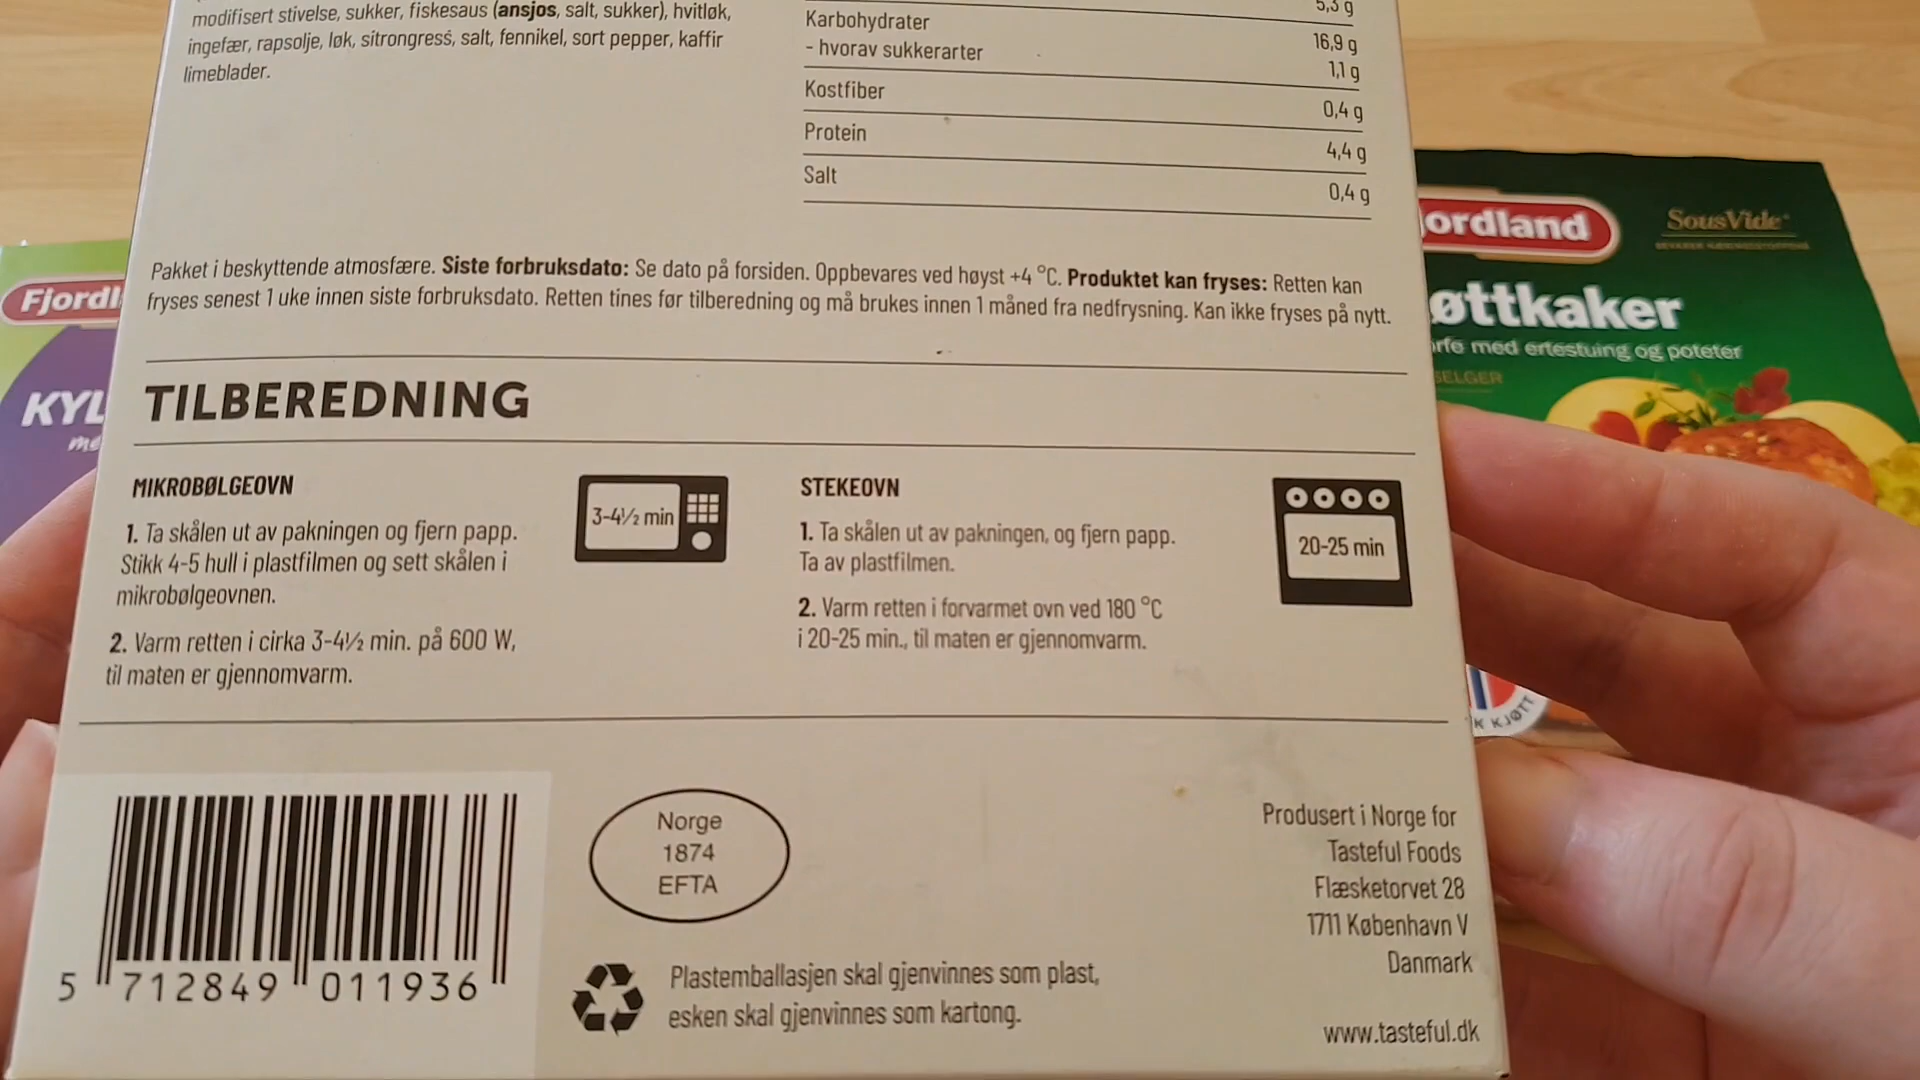 modifisert stivelse, sukker, fiskesaus (ansjos, salt, sukker), hvitløk,
ingefær, rapsolje, løk, sitrongress, salt, fennikel, sort pepper, kaffir
limeblader.
5,3 g
Karbohydrater 16,9 g
- hvorav sukkerarter 1,1 g
Kostfiber 0,4 g
Protein 4,4 g
Salt 0,4 g
Pakket i beskyttende atmosfære. Siste forbruksdato: Se dato på forsiden. Oppbevares ved høyst +4 °C. Produktet kan fryses: Retten kan
fryses senest 1 uke innen siste forbruksdato. Retten tines før tilberedning og må brukes innen 1 måned fra nedfrysning. Kan ikke fryses på nytt.
TILBEREDNING
MIKROBØLGEOVN
1. Ta skålen ut av pakningen og fjern papp.
Stikk 4-5 hull i plastfilmen og sett skålen i
mikrobølgeovnen.
2. Varm retten i cirka 3-4½ min. på 600 W,
til maten er gjennomvarm.
3-4½ min
STEKEOVN
1. Ta skålen ut av pakningen, og fjern papp.
Ta av plastfilmen.
2. Varm retten i forvarmet ovn ved 180 °C
i 20-25 min., til maten er gjennomvarm.
20-25 min
5 712849 011936
Norge
1874
EFTA
Plastemballasjen skal gjenvinnes som plast,
esken skal gjenvinnes som kartong.
Produsert i Norge for
Tasteful Foods
Flæsketorvet 28
1711 København V
Danmark
www.tasteful.dk
Fjordl
KYL
me
ordland
SousVide
øttkaker
rfe med ertestuing og poteter
SELGER
K KJØTT